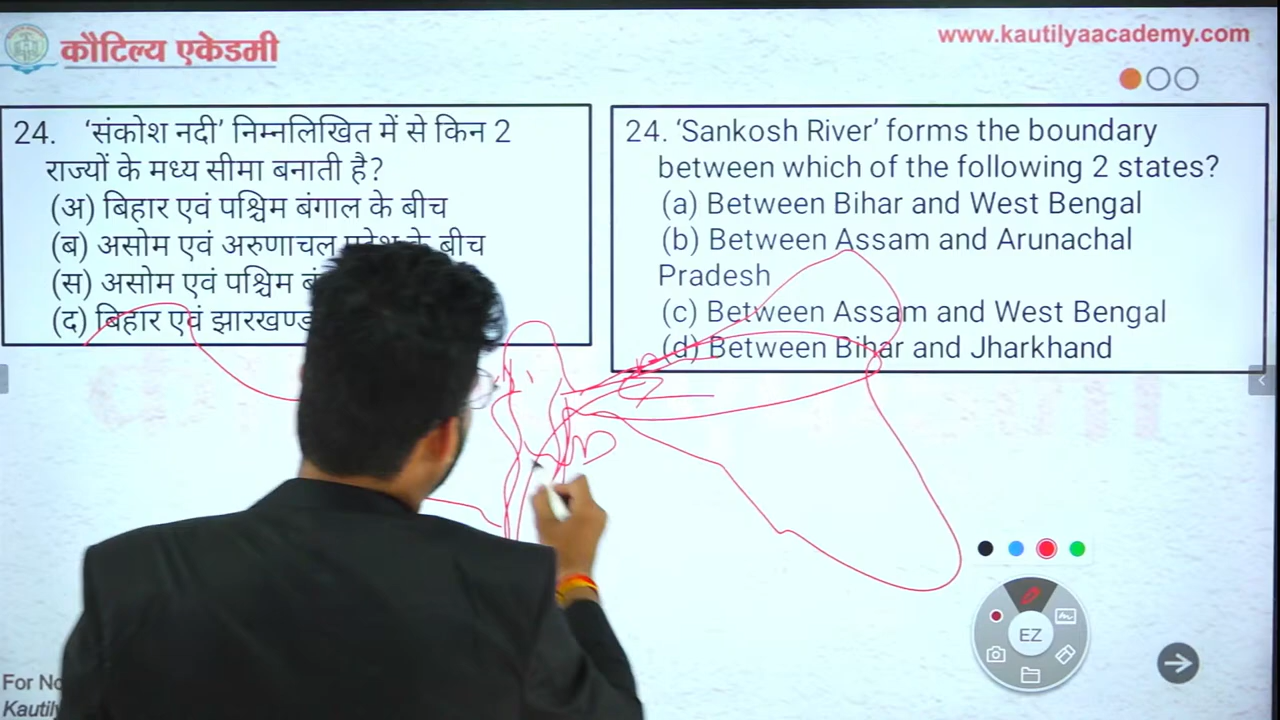 कौटिल्य एकेडमी
www.kautilyaacademy.com
24. ‘संकोश नदी’ निम्नलिखित में से किन 2
राज्यों के मध्य सीमा बनाती है?
(अ) बिहार एवं पश्चिम बंगाल के बीच
(ब) असोम एवं अरुणाचल के बीच
(स) असोम एवं पश्चिम
(द) बिहार एवं झारखण्ड
24. ‘Sankosh River’ forms the boundary
between which of the following 2 states?
(a) Between Bihar and West Bengal
(b) Between Assam and Arunachal
Pradesh
(c) Between Assam and West Bengal
(d) Between Bihar and Jharkhand
EZ
For